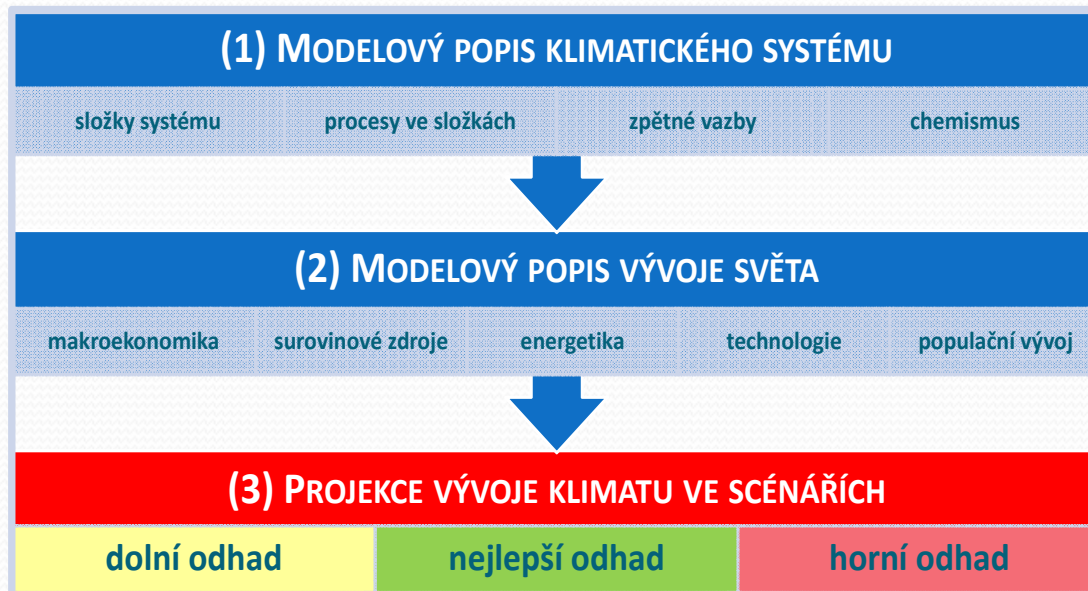 (1) MODELOVÝ POPIS KLIMATICKÉHO SYSTÉMU
složky systému procesy ve složkách zpětné vazby chemismus
(2) MODELOVÝ POPIS VÝVOJE SVĚTA
makroekonomika surovinové zdroje energetika technologie populační vývoj
(3) PROJEKCE VÝVOJE KLIMATU VE SCÉNÁŘÍCH
dolní odhad nejlepší odhad horní odhad